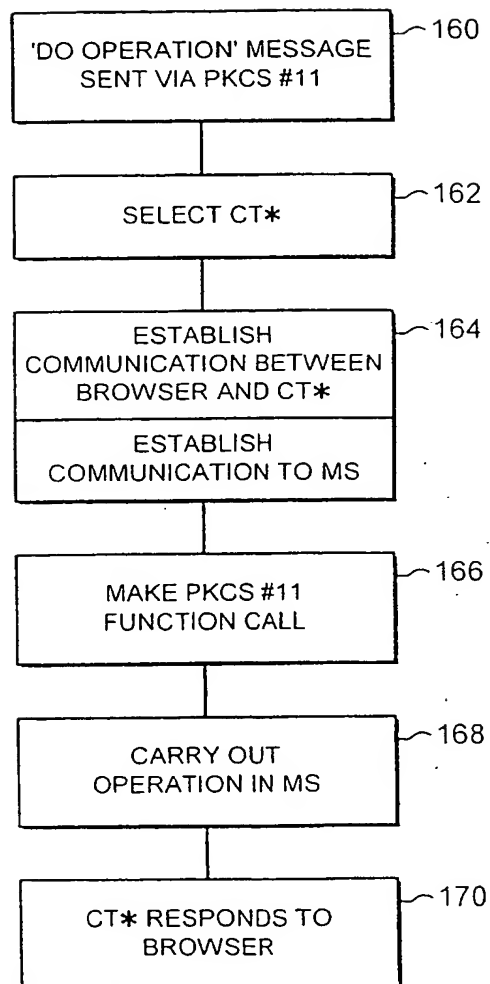 'DO OPERATION' MESSAGE
SENT VIA PKCS #11
160
SELECT CT*
162
ESTABLISH
COMMUNICATION BETWEEN
BROWSER AND CT*
164
ESTABLISH
COMMUNICATION TO MS
MAKE PKCS #11
FUNCTION CALL
166
CARRY OUT
OPERATION IN MS
168
CT* RESPONDS TO
BROWSER
170